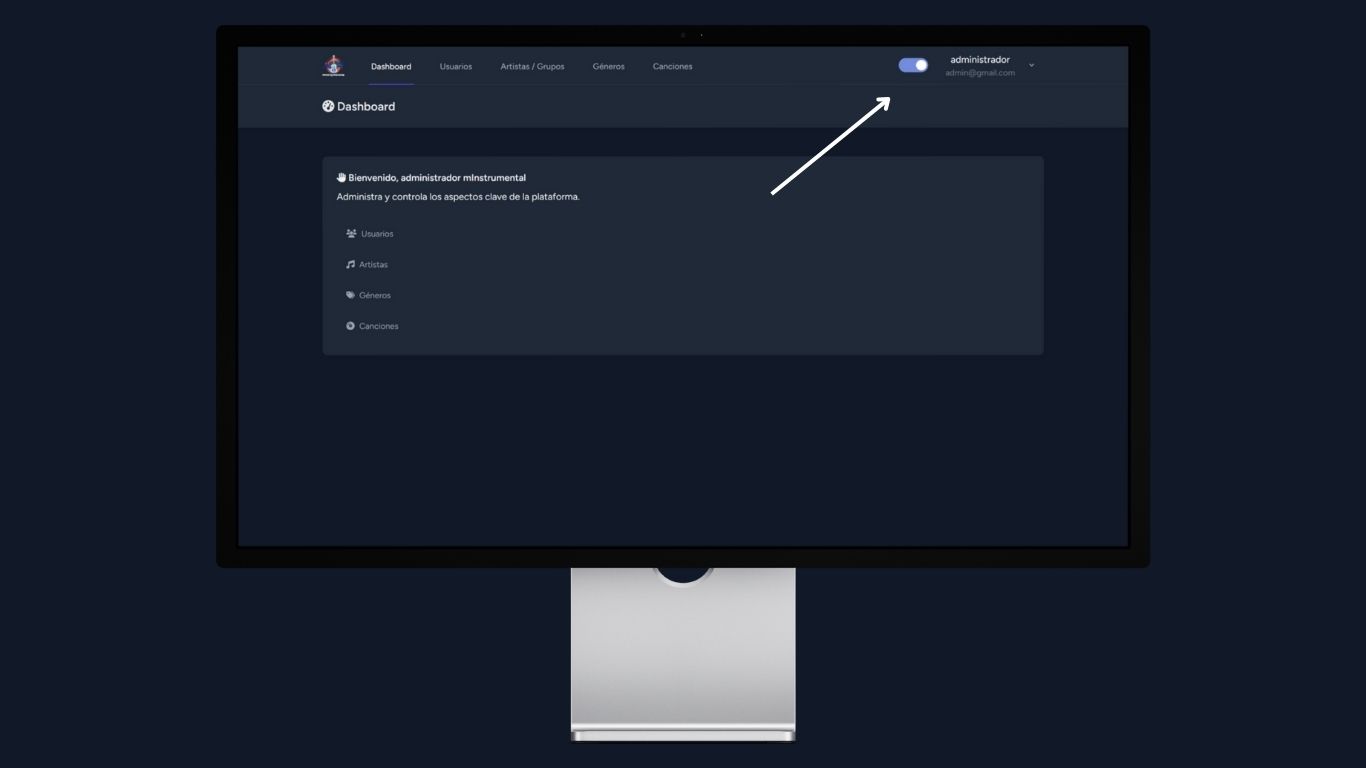 Dashboard
Usuarios
Artistas / Grupos
Géneros
Canciones
administrador
admin@gmail.com
Dashboard
Bienvenido, administrador mInstrumental
Administra y controla los aspectos clave de la plataforma.
Usuarios
Artistas
Géneros
Canciones